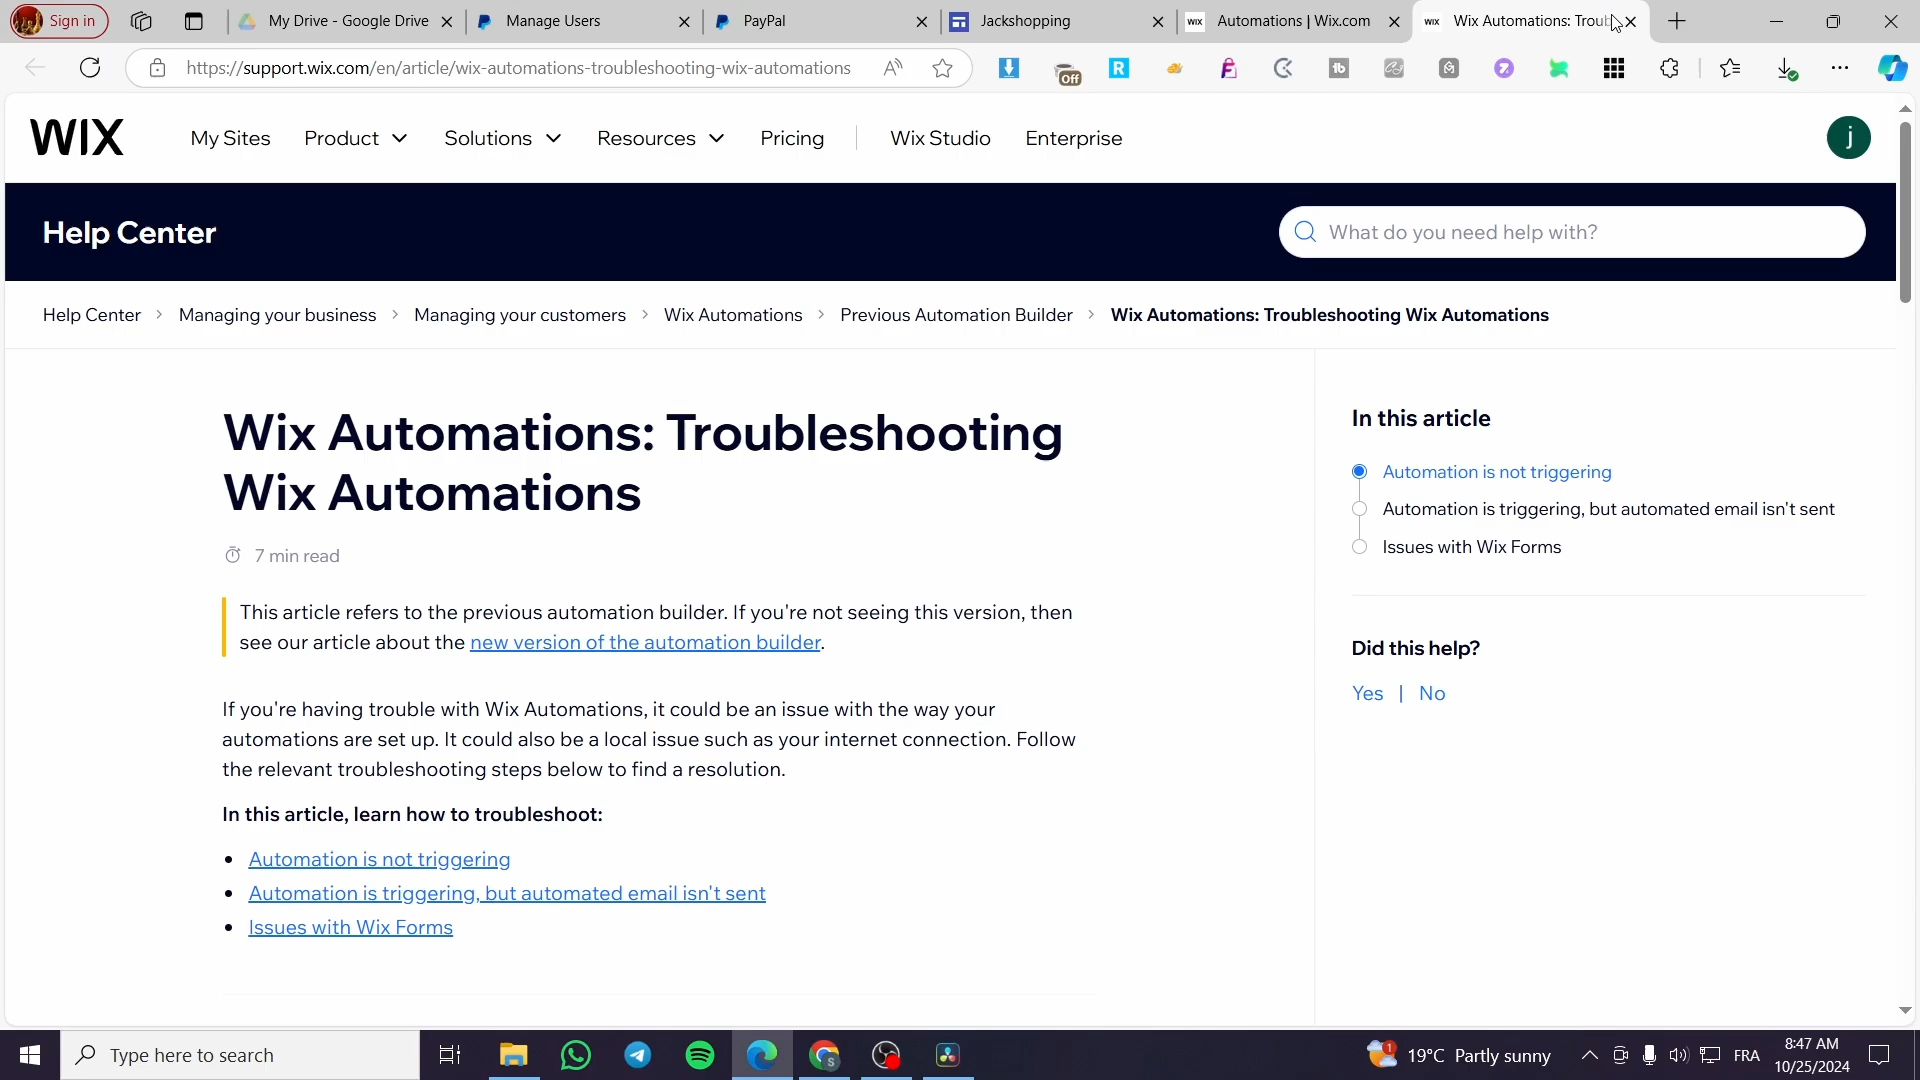 Sign in
My Drive - Google Drive
Manage Users
PayPal
Jackshopping
WIX
Automations | Wix.com
WIX
Wix Automations: Troub
https://support.wix.com/en/article/wix-automations-troubleshooting-wix-automations
Off
WIX
My Sites
Product
Solutions
Resources
Pricing
Wix Studio
Enterprise
j
Help Center
What do you need help with?
Help Center > Managing your business > Managing your customers > Wix Automations > Previous Automation Builder > Wix Automations: Troubleshooting Wix Automations
Wix Automations: Troubleshooting
Wix Automations
7 min read
This article refers to the previous automation builder. If you're not seeing this version, then
see our article about the new version of the automation builder.
If you're having trouble with Wix Automations, it could be an issue with the way your
automations are set up. It could also be a local issue such as your internet connection. Follow
the relevant troubleshooting steps below to find a resolution.
In this article, learn how to troubleshoot:
• Automation is not triggering
• Automation is triggering, but automated email isn't sent
• Issues with Wix Forms
In this article
Automation is not triggering
Automation is triggering, but automated email isn't sent
Issues with Wix Forms
Did this help?
Yes | No
Type here to search
1
19°C Partly sunny
FRA
8:47 AM
10/25/2024